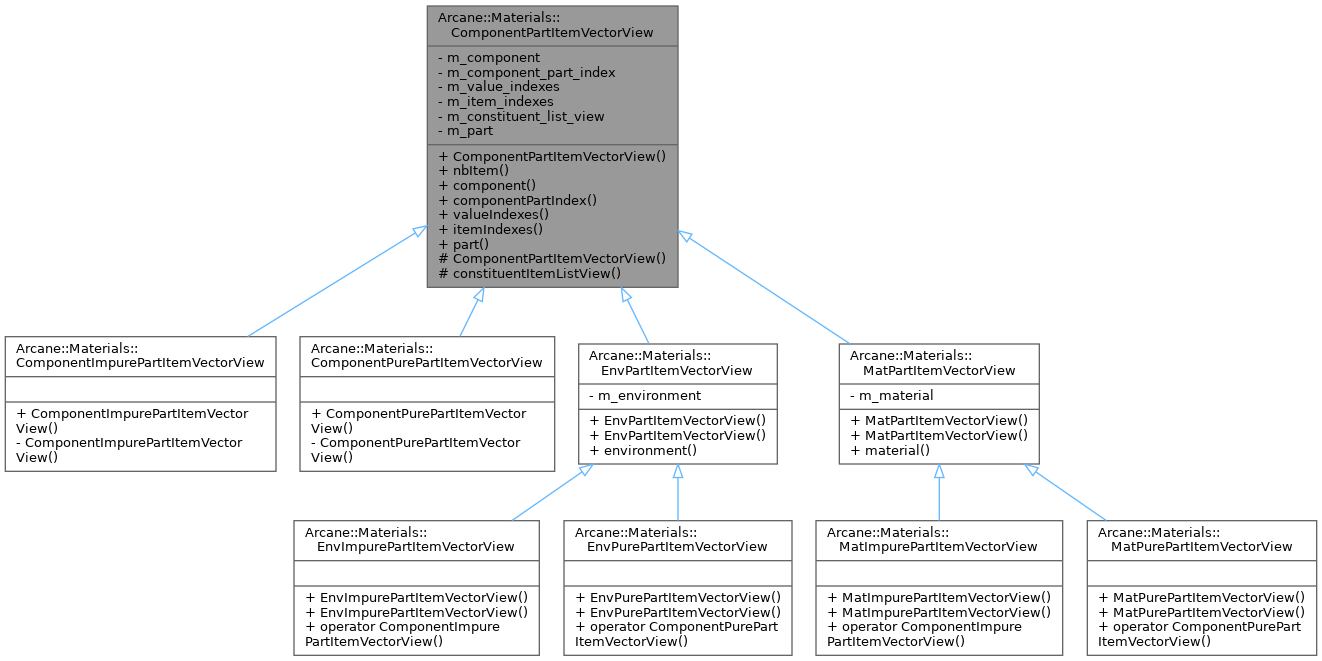 Arcane::Materials::
ComponentPartItemVectorView
- m_component
- m_component_part_index
- m_value_indexes
- m_item_indexes
- m_constituent_list_view
- m_part
+ ComponentPartItemVectorView()
+ nbItem()
+ component()
+ componentPartIndex()
+ valueIndexes()
+ itemIndexes()
+ part()
# ComponentPartItemVectorView()
# constituentItemListView()
Arcane::Materials::
ComponentImpurePartItemVectorView
+ ComponentImpurePartItemVector
View()
- ComponentImpurePartItemVector
View()
Arcane::Materials::
ComponentPurePartItemVectorView
+ ComponentPurePartItemVector
View()
- ComponentPurePartItemVector
View()
Arcane::Materials::
EnvPartItemVectorView
- m_environment
+ EnvPartItemVectorView()
+ EnvPartItemVectorView()
+ environment()
Arcane::Materials::
MatPartItemVectorView
- m_material
+ MatPartItemVectorView()
+ MatPartItemVectorView()
+ material()
Arcane::Materials::
EnvImpurePartItemVectorView
+ EnvImpurePartItemVectorView()
+ EnvImpurePartItemVectorView()
+ operator ComponentImpure
PartItemVectorView()
Arcane::Materials::
EnvPurePartItemVectorView
+ EnvPurePartItemVectorView()
+ EnvPurePartItemVectorView()
+ operator ComponentPurePart
ItemVectorView()
Arcane::Materials::
MatImpurePartItemVectorView
+ MatImpurePartItemVectorView()
+ MatImpurePartItemVectorView()
+ operator ComponentImpure
PartItemVectorView()
Arcane::Materials::
MatPurePartItemVectorView
+ MatPurePartItemVectorView()
+ MatPurePartItemVectorView()
+ operator ComponentPurePart
ItemVectorView()